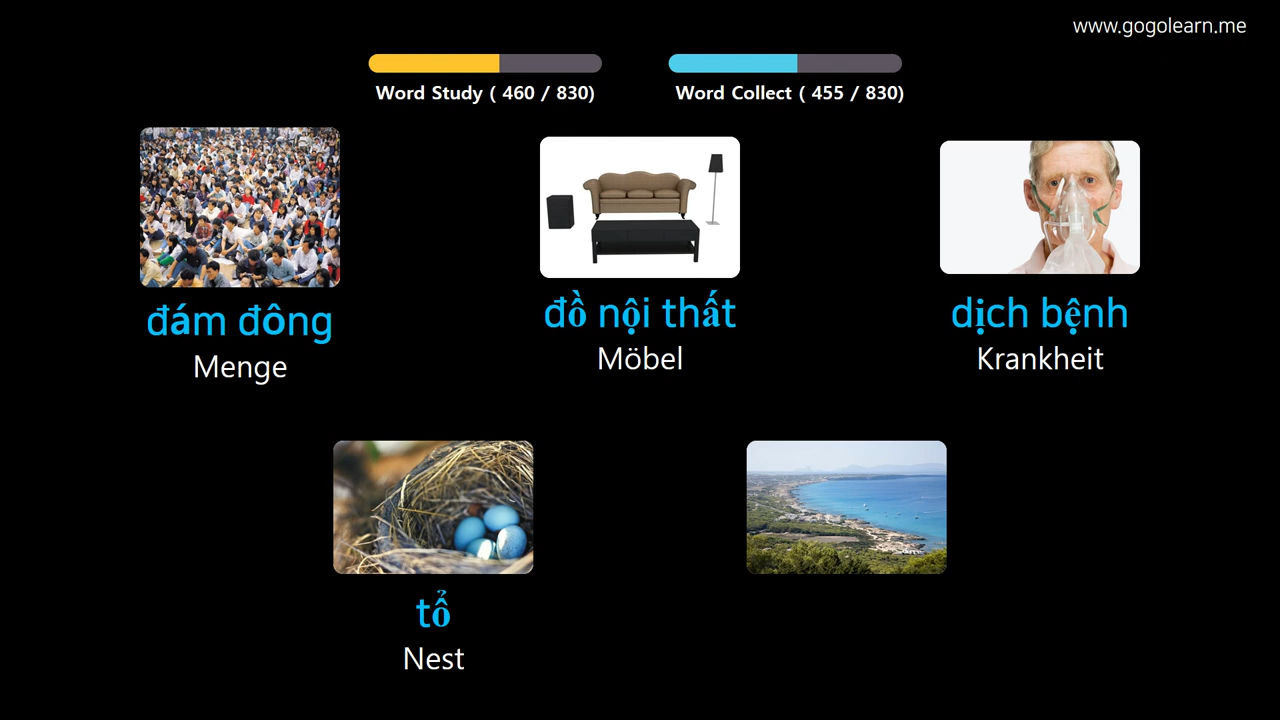 www.gogolearn.me
Word Study ( 460 / 830)
Word Collect ( 455 / 830)
đám đông
Menge
đồ nội thất
Möbel
dịch bệnh
Krankheit
tổ
Nest